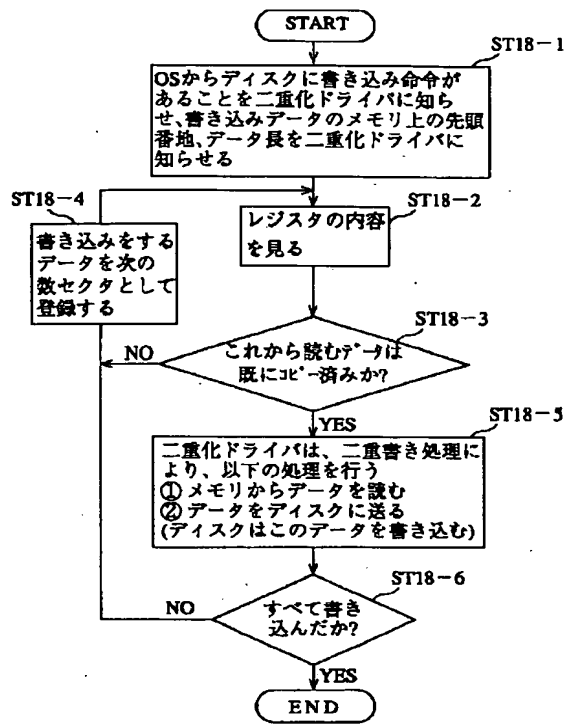 START
ST18-1
OSからディスクに書き込み命令が
あることを二重化ドライバに知ら
せ、書き込みデータのメモリ上の先頭
番地、データ長を二重化ドライバに
知らせる
ST18-4
ST18-2
書き込みをする
データを次の
数セクタとして
登録する
レジスタの内容
を見る
ST18-3
NO
これから読むデータは
既にコピー済みか?
YES
ST18-5
二重化ドライバは、二重書き処理に
より、以下の処理を行う
① メモリからデータを読む
② データをディスクに送る
(ディスクはこのデータを書き込む)
ST18-6
NO
すべて書き
込んだか?
YES
END